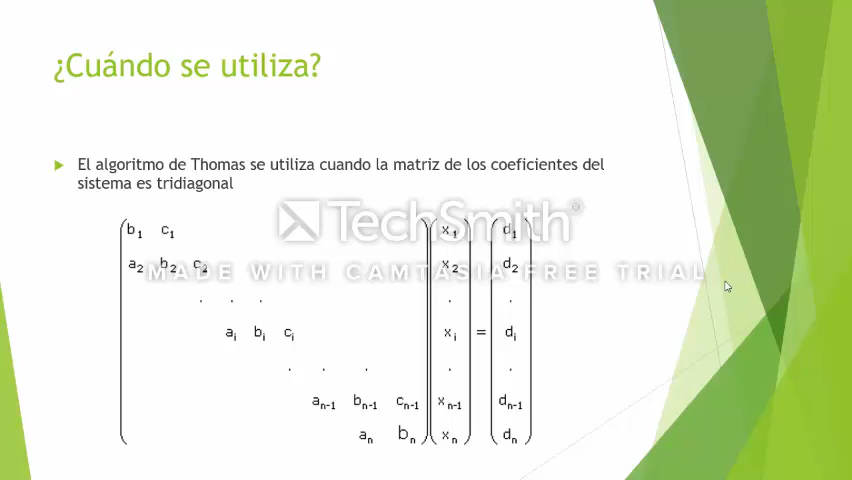 ¿Cuándo se utiliza?
El algoritmo de Thomas se utiliza cuando la matriz de los coeficientes del
sistema es tridiagonal
TechSmith®
MADE WITH CAMTASIA FREE TRIAL
b₁ c₁ x₁ d₁
a₂ b₂ c₂ x₂ d₂
. . . . .
aᵢ bᵢ cᵢ xᵢ = dᵢ
. . . . .
aₙ₋₁ bₙ₋₁ cₙ₋₁ xₙ₋₁ dₙ₋₁
aₙ bₙ xₙ dₙ